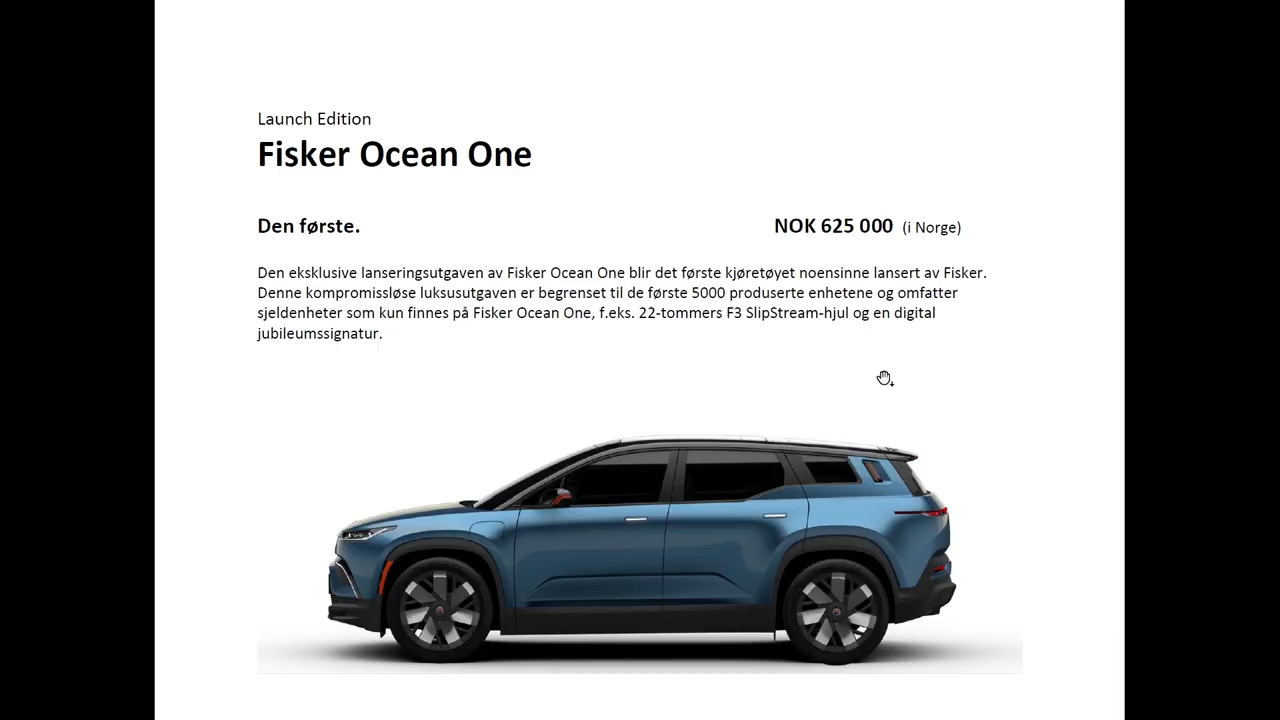 Launch Edition
Fisker Ocean One
Den første.
NOK 625 000 (i Norge)
Den eksklusive lanseringsutgaven av Fisker Ocean One blir det første kjøretøyet noensinne lansert av Fisker.
Denne kompromissløse luksusutgaven er begrenset til de første 5000 produserte enhetene og omfatter
sjeldenheter som kun finnes på Fisker Ocean One, f.eks. 22-tommers F3 SlipStream-hjul og en digital
jubileumssignatur.